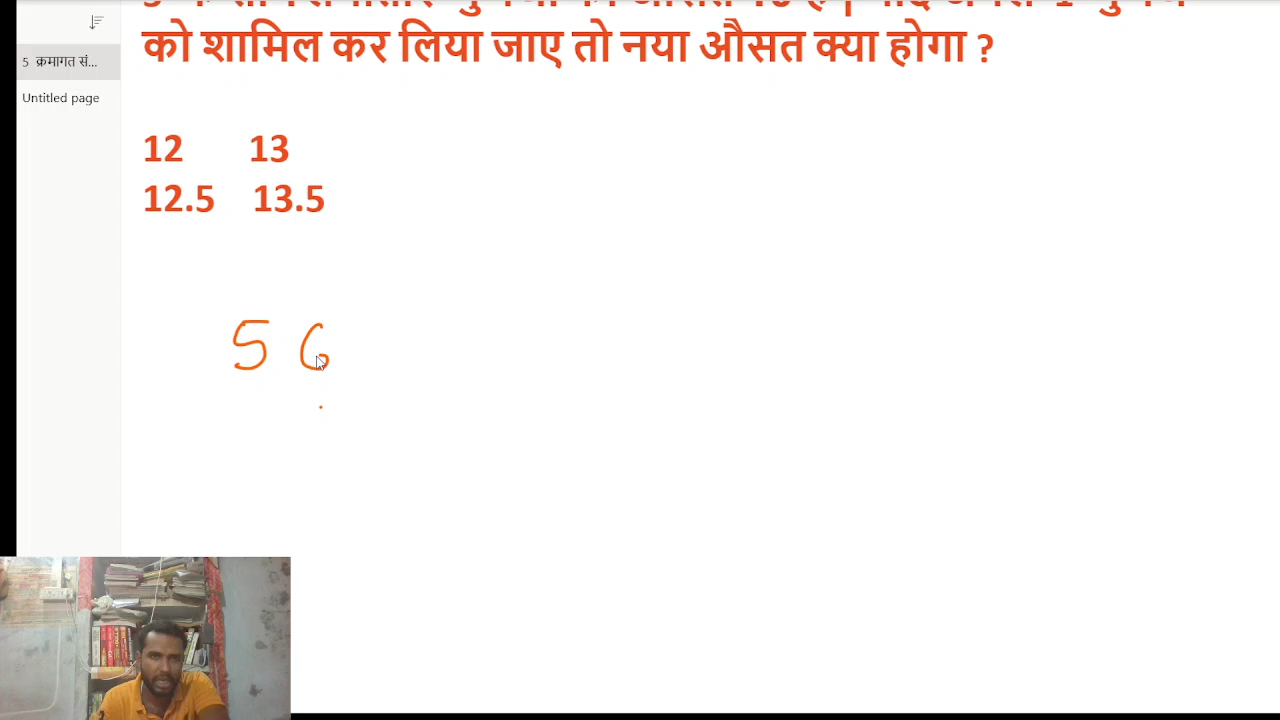 को शामिल कर लिया जाए तो नया औसत क्या होगा ?
5 क्रमागत सं...
Untitled page
12 13
12.5 13.5
5 6